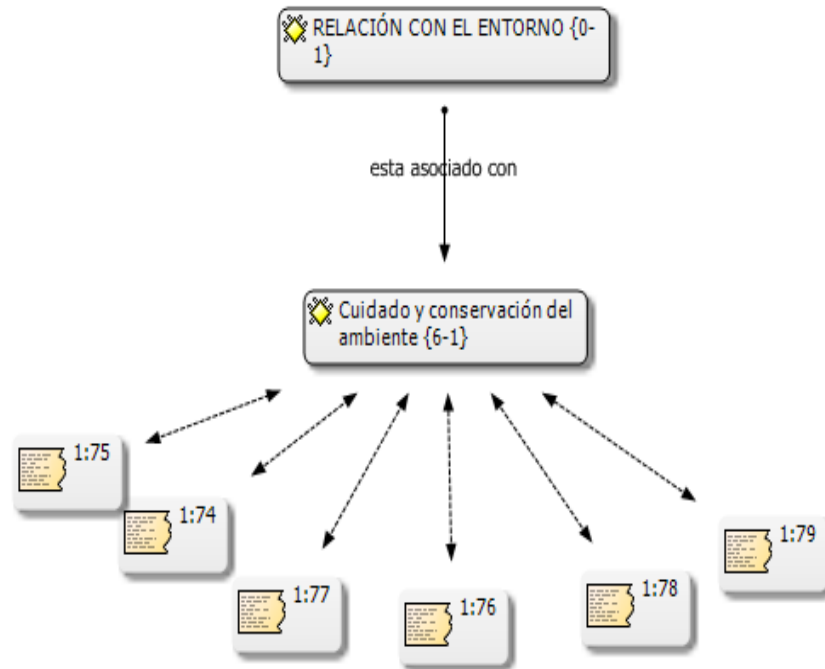 RELACIÓN CON EL ENTORNO {0-
1}
esta asociado con
Cuidado y conservación del
ambiente {6-1}
1:75
1:74
1:77
1:76
1:78
1:79